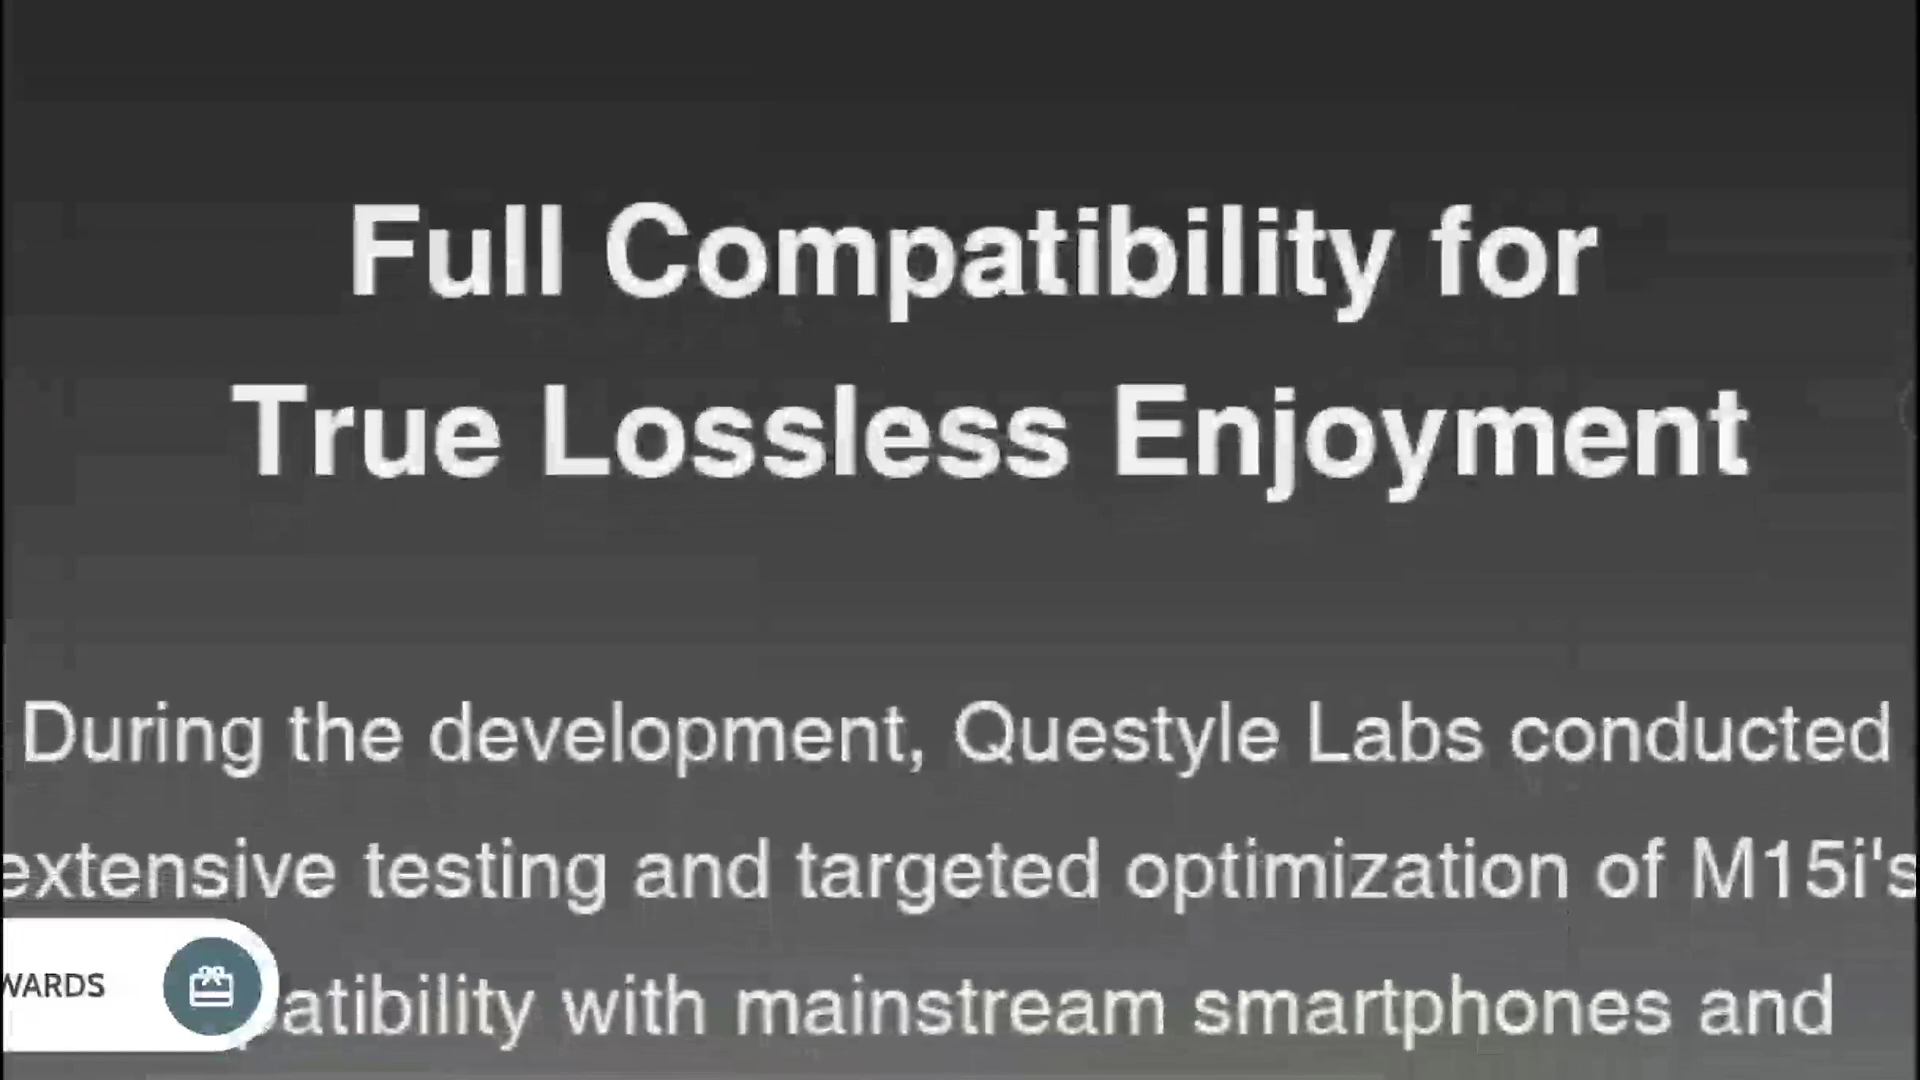 Full Compatibility for
True Lossless Enjoyment
During the development, Questyle Labs conducted
extensive testing and targeted optimization of M15i's
patibility with mainstream smartphones and
WARDS